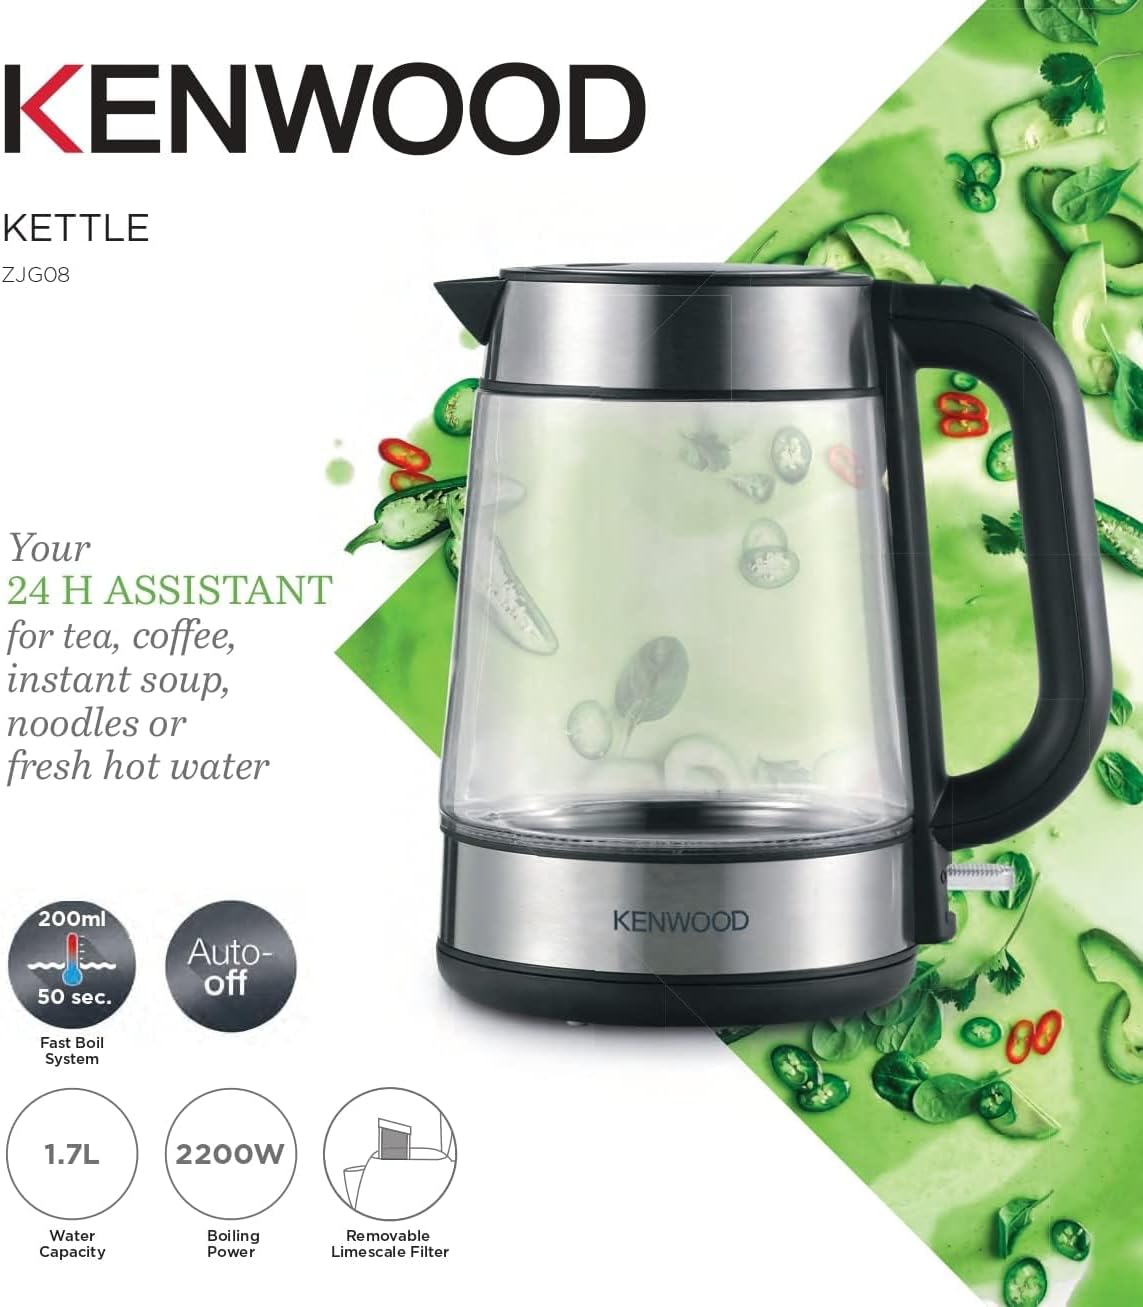 KENWOOD
KETTLE
ZJG08
Your
24 H ASSISTANT
for tea, coffee,
instant soup,
noodles or
fresh hot water
KENWOOD
0
200ml
50 sec.
Fast Boil
System
Auto-
off
1.7L
Water
Capacity
2200W
Boiling
Power
Removable
Limescale Filter